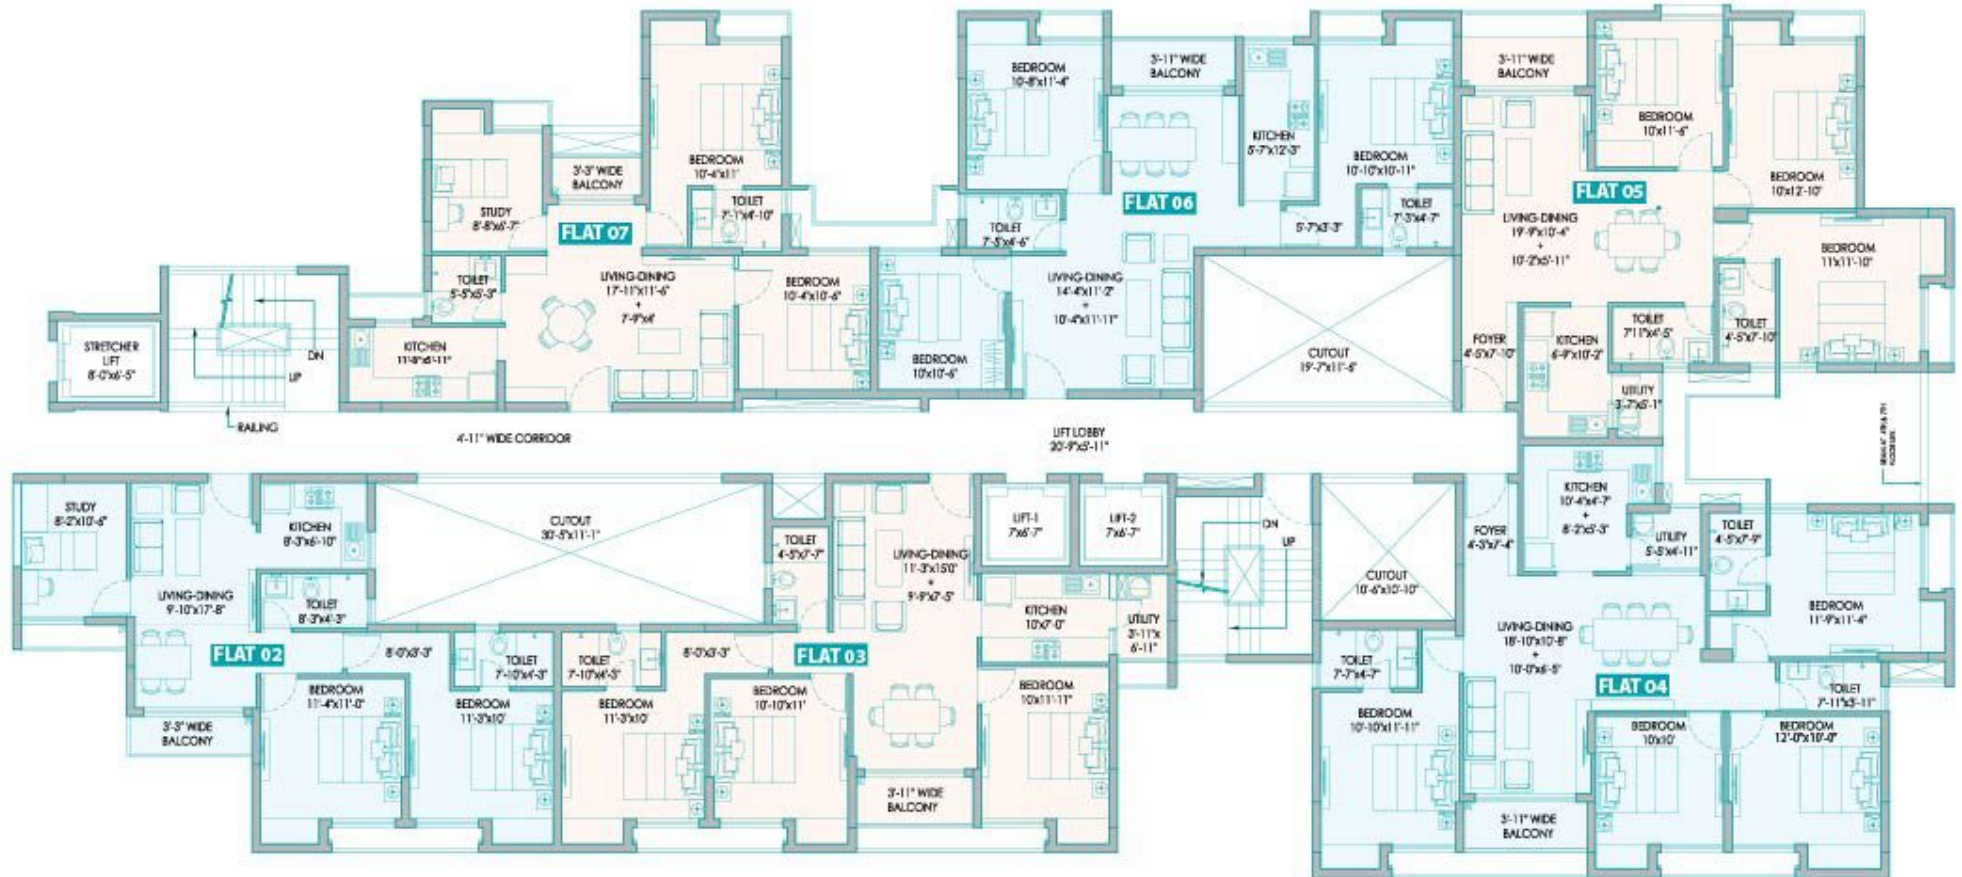 BEDROOM
10'-4"x11'
3'-3" WIDE
BALCONY
STUDY
8'-8"x6'-7"
FLAT 07
TOILET
7'-1"x4'-10"
TOILET
5'-5"x5'-3"
LIVING-DINING
17'-11"x11'-6"
+
7'-9"x4'
BEDROOM
10'-4"x10'-6"
KITCHEN
11'-6"x5'-11"
STRETCHER
LIFT
8'-0"x6'-5"
DN
UP
RAILING
BEDROOM
10'-8"x11'-4"
3'-11" WIDE
BALCONY
KITCHEN
5'-7"x12'-3"
BEDROOM
10'-10"x10'-11"
FLAT 06
TOILET
7'-5"x4'-6"
5'-7"x3'-3"
TOILET
7'-3"x4'-7"
LIVING-DINING
14'-4"x11'-2"
+
10'-4"x11'-11"
BEDROOM
10'x10'-6"
CUTOUT
19'-7"x11'-6"
3'-11" WIDE
BALCONY
BEDROOM
10'x11'-6"
BEDROOM
10'x12'-10"
FLAT 05
LIVING-DINING
19'-9"x10'-4"
+
10'-2"x5'-11"
BEDROOM
11'x11'-10"
FOYER
4'-5"x7'-10"
KITCHEN
6'-9"x10'-2"
TOILET
7'11"x4'-5"
TOILET
4'-5"x7'-10"
UTILITY
3'-7"x5'-1"
4'-11" WIDE CORRIDOR
LIFT LOBBY
20'-9"x5'-11"
STUDY
8'-2"x10'-6"
KITCHEN
8'-3"x6'-10"
LIVING-DINING
9'-10"x17'-8"
TOILET
8'-3"x4'-3"
FLAT 02
8'-0"x3'-3"
TOILET
7'-10"x4'-3"
BEDROOM
11'-4"x11'-0"
BEDROOM
11'-3"x10'
3'-3" WIDE
BALCONY
CUTOUT
30'-5"x11'-1"
TOILET
4'-5"x7'-7"
LIVING-DINING
11'-3"x15'0"
+
9'-9"x7'-5"
TOILET
7'-10"x4'-3"
8'-0"x3'-3"
FLAT 03
BEDROOM
11'-3"x10'
BEDROOM
10'-10"x11'
KITCHEN
10'x7'-0"
UTILITY
3'-11"x
6'-11"
BEDROOM
10'x11'-11"
3'-11" WIDE
BALCONY
LIFT-1
7'x6'-7"
LIFT-2
7'x6'-7"
DN
UP
CUTOUT
10'-6"x10'-10"
FOYER
4'-3"x7'-4"
KITCHEN
10'-4"x4'-7"
+
8'-2"x5'-3"
UTILITY
5'-5"x4'-11"
TOILET
4'-5"x7'-9"
BEDROOM
11'-9"x11'-4"
LIVING-DINING
18'-10"x10'-8"
+
10'-0"x6'-5"
FLAT 04
TOILET
7'-7"x4'-7"
TOILET
7'-11"x3'-11"
BEDROOM
10'-10"x11'-11"
BEDROOM
10'x10'
BEDROOM
12'-0"x10'-0"
3'-11" WIDE
BALCONY